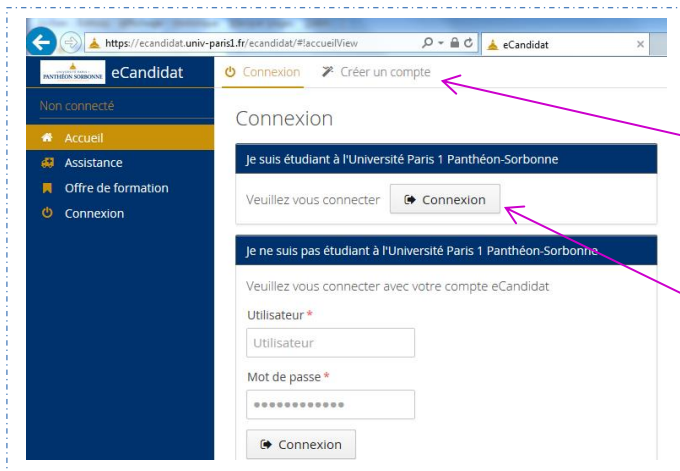 https://ecandidat.univ-paris1.fr/ecandidat/#!accueilView
eCandidat
PANTHÉON SORBONNE
eCandidat
Connexion
Créer un compte
Non connecté
Accueil
Assistance
Offre de formation
Connexion
Connexion
Je suis étudiant à l'Université Paris 1 Panthéon-Sorbonne
Veuillez vous connecter
Connexion
Je ne suis pas étudiant à l'Université Paris 1 Panthéon-Sorbonne
Veuillez vous connecter avec votre compte eCandidat
Utilisateur *
Utilisateur
Mot de passe *
Connexion